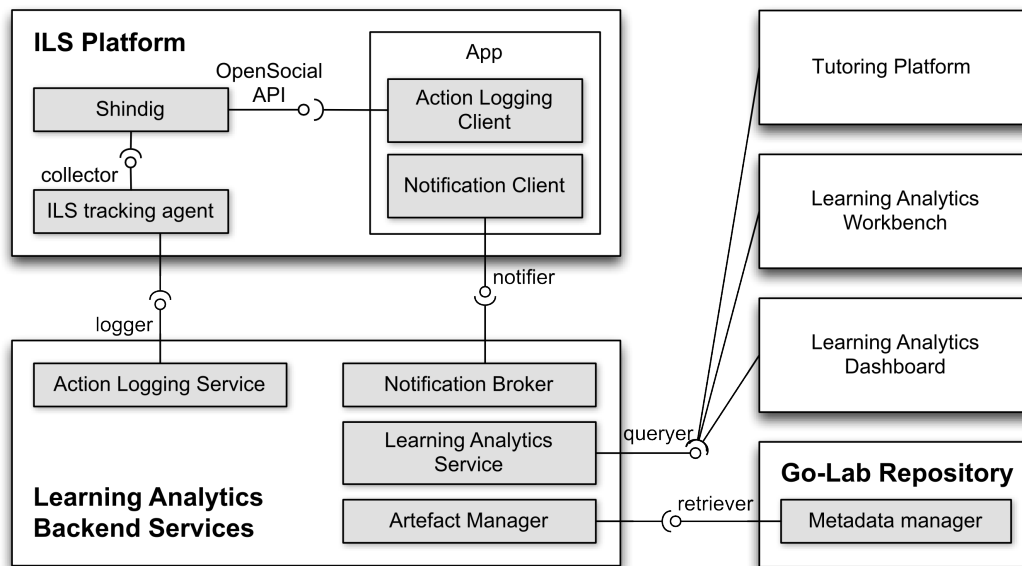 ILS Platform
App
OpenSocial
API
Shindig
Action Logging
Client
collector
Notification Client
ILS tracking agent
notifier
logger
Action Logging Service
Notification Broker
queryer
Learning Analytics
Service
Learning Analytics
Backend Services
Artefact Manager
retriever
Tutoring Platform
Learning Analytics
Workbench
Learning Analytics
Dashboard
Go-Lab Repository
Metadata manager